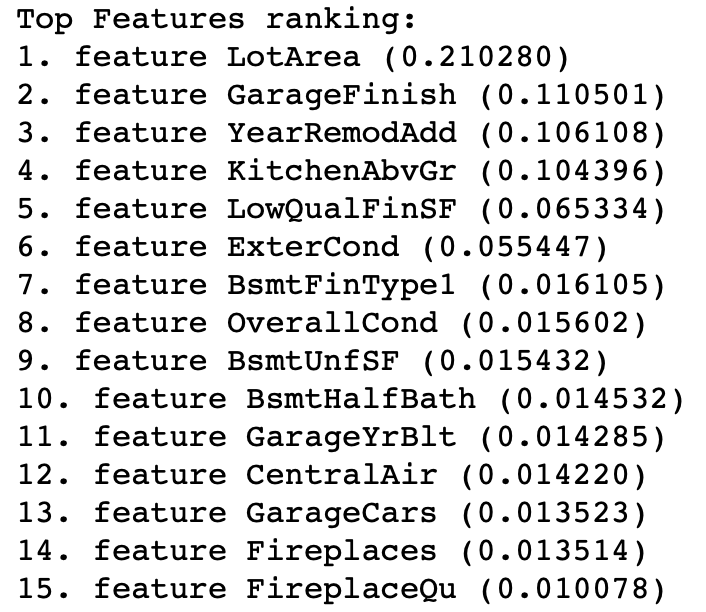 Top Features ranking:
1. feature LotArea (0.210280)
2. feature GarageFinish (0.110501)
3. feature YearRemodAdd (0.106108)
4. feature KitchenAbvGr (0.104396)
5. feature LowQualFinSF (0.065334)
6. feature ExterCond (0.055447)
7. feature BsmtFinType1 (0.016105)
8. feature OverallCond (0.015602)
9. feature BsmtUnfSF (0.015432)
10. feature BsmtHalfBath (0.014532)
11. feature GarageYrBlt (0.014285)
12. feature CentralAir (0.014220)
13. feature GarageCars (0.013523)
14. feature Fireplaces (0.013514)
15. feature FireplaceQu (0.010078)